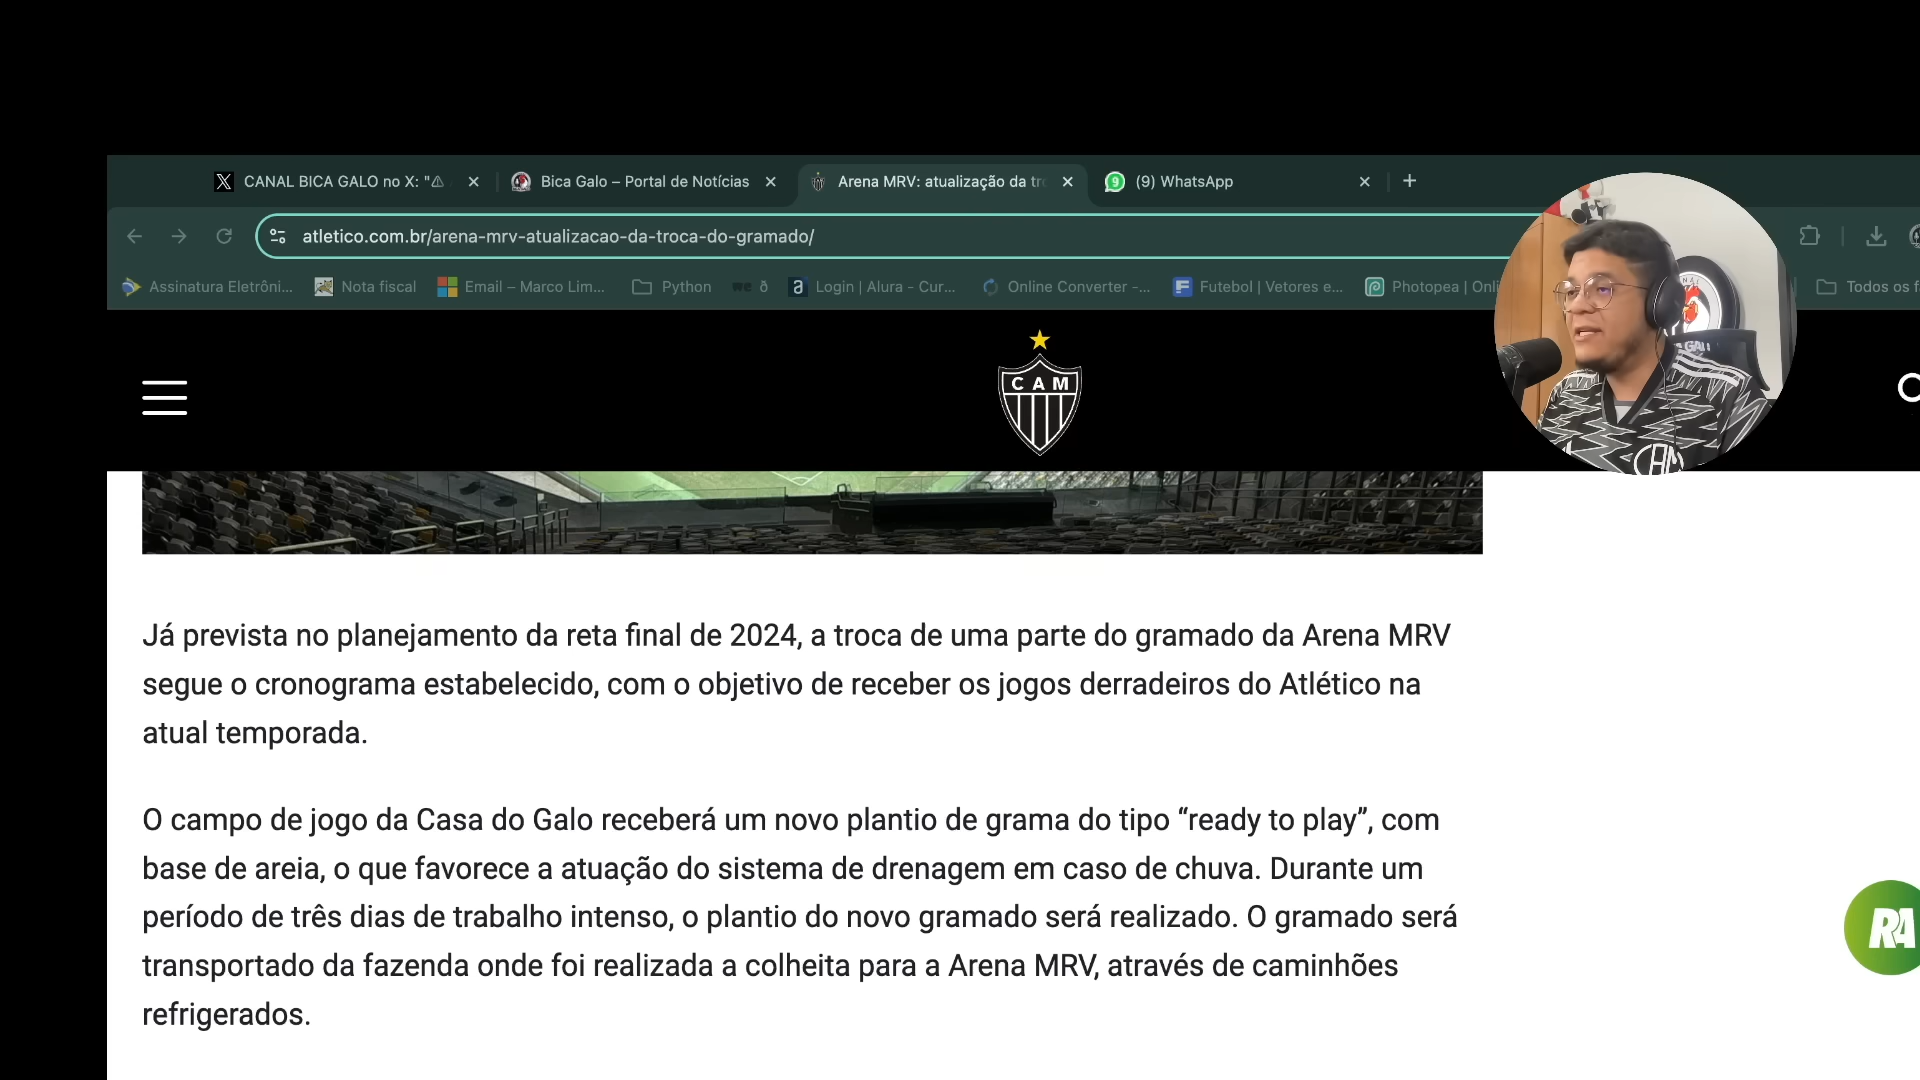 CANAL BICA GALO no X: "⚠
Bica Galo – Portal de Notícias
Arena MRV: atualização da tr
(9) WhatsApp
atletico.com.br/arena-mrv-atualizacao-da-troca-do-gramado/
Assinatura Eletrôni...
Nota fiscal
Email – Marco Lim...
Python
we
Login | Alura - Cur...
Online Converter -...
Futebol | Vetores e...
Photopea | Onli
Todos os f
CAM
Já prevista no planejamento da reta final de 2024, a troca de uma parte do gramado da Arena MRV
segue o cronograma estabelecido, com o objetivo de receber os jogos derradeiros do Atlético na
atual temporada.
O campo de jogo da Casa do Galo receberá um novo plantio de grama do tipo “ready to play”, com
base de areia, o que favorece a atuação do sistema de drenagem em caso de chuva. Durante um
período de três dias de trabalho intenso, o plantio do novo gramado será realizado. O gramado será
transportado da fazenda onde foi realizada a colheita para a Arena MRV, através de caminhões
refrigerados.
RA